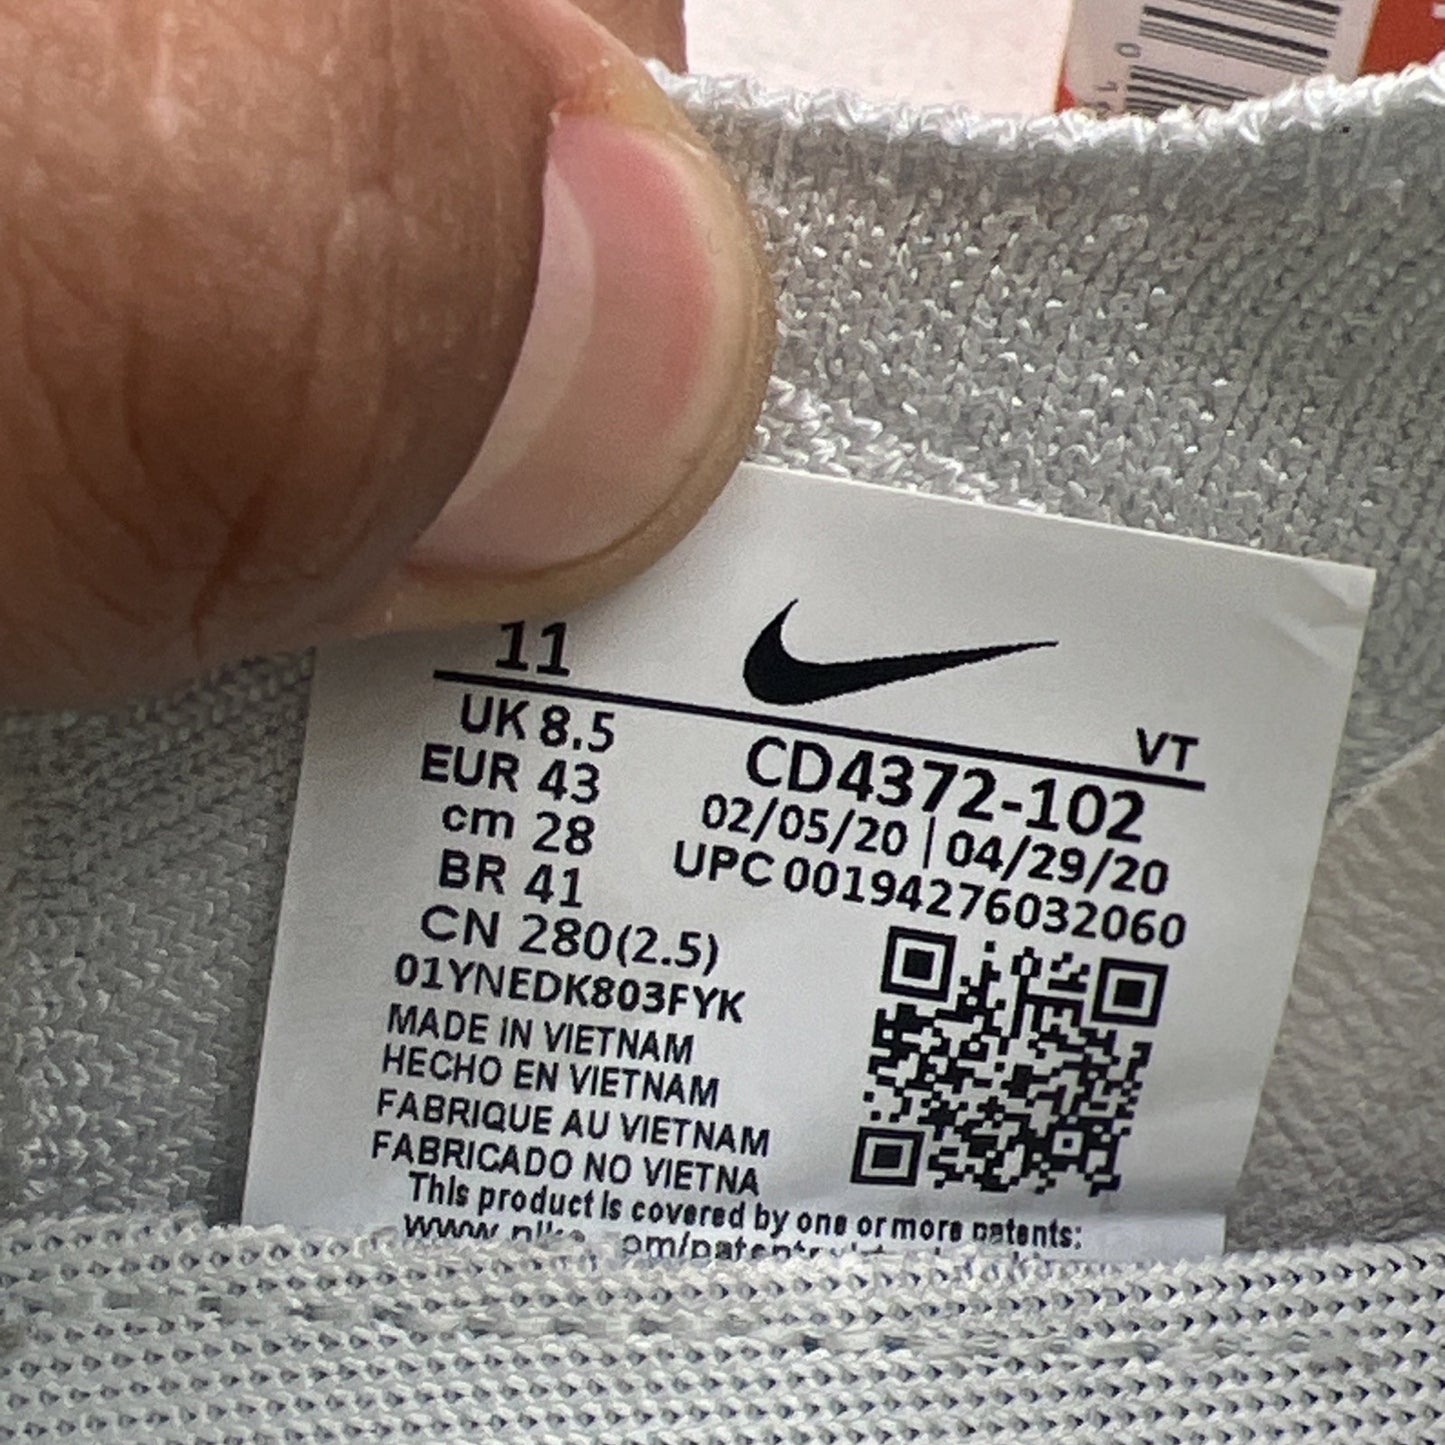 11
VT
UK 8.5
EUR 43
cm 28
BR 41
CN 280(2.5)
01YNEDK803FYK
CD4372-102
02/05/20 | 04/29/20
UPC 00194276032060
MADE IN VIETNAM
HECHO EN VIETNAM
FABRIQUE AU VIETNAM
FABRICADO NO VIETNA
This product is covered by one or more patents: